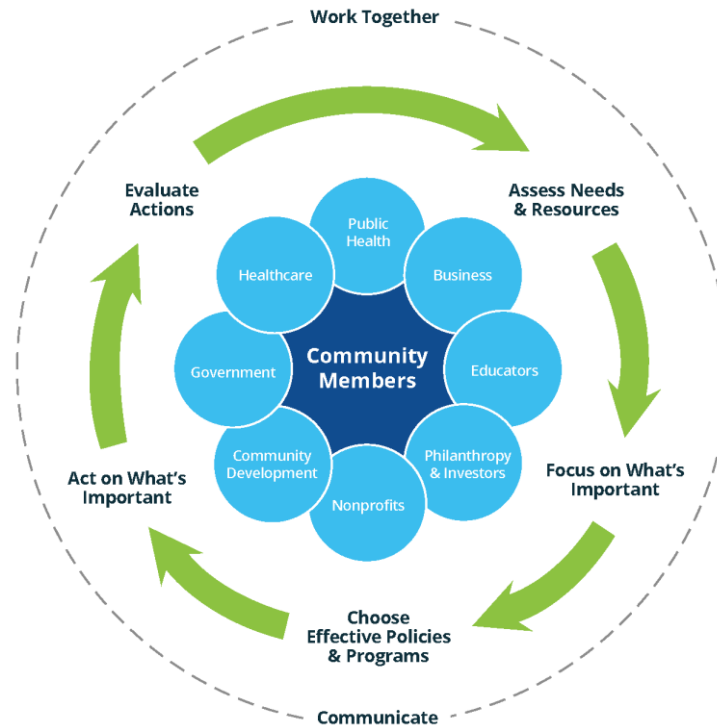 Work Together
Evaluate
Actions
Assess Needs
& Resources
Public
Health
Healthcare
Business
Government
Community
Members
Educators
Community
Development
Philanthropy
& Investors
Nonprofits
Act on What's
Important
Focus on What's
Important
Choose
Effective Policies
& Programs
Communicate